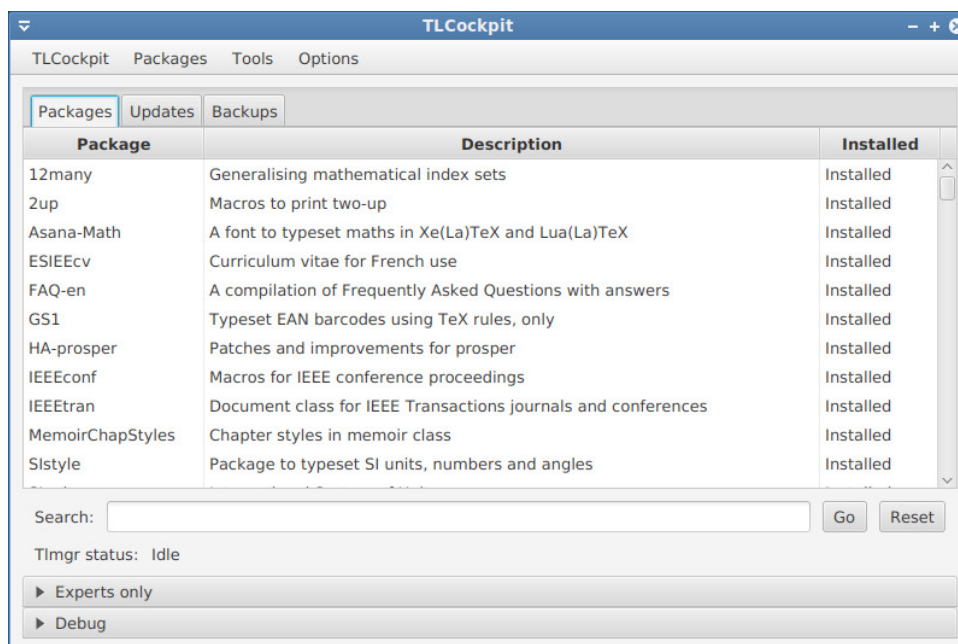 TLCockpit
TLCockpit Packages Tools Options
Packages Updates Backups
Package Description Installed
12many Generalising mathematical index sets Installed
2up Macros to print two-up Installed
Asana-Math A font to typeset maths in Xe(La)TeX and Lua(La)TeX Installed
ESIEEcv Curriculum vitae for French use Installed
FAQ-en A compilation of Frequently Asked Questions with answers Installed
GS1 Typeset EAN barcodes using TeX rules, only Installed
HA-prosper Patches and improvements for prosper Installed
IEEEconf Macros for IEEE conference proceedings Installed
IEEEtran Document class for IEEE Transactions journals and conferences Installed
MemoirChapStyles Chapter styles in memoir class Installed
SIstyle Package to typeset SI units, numbers and angles Installed
Search: Go Reset
Tlmgr status: Idle
Experts only
Debug